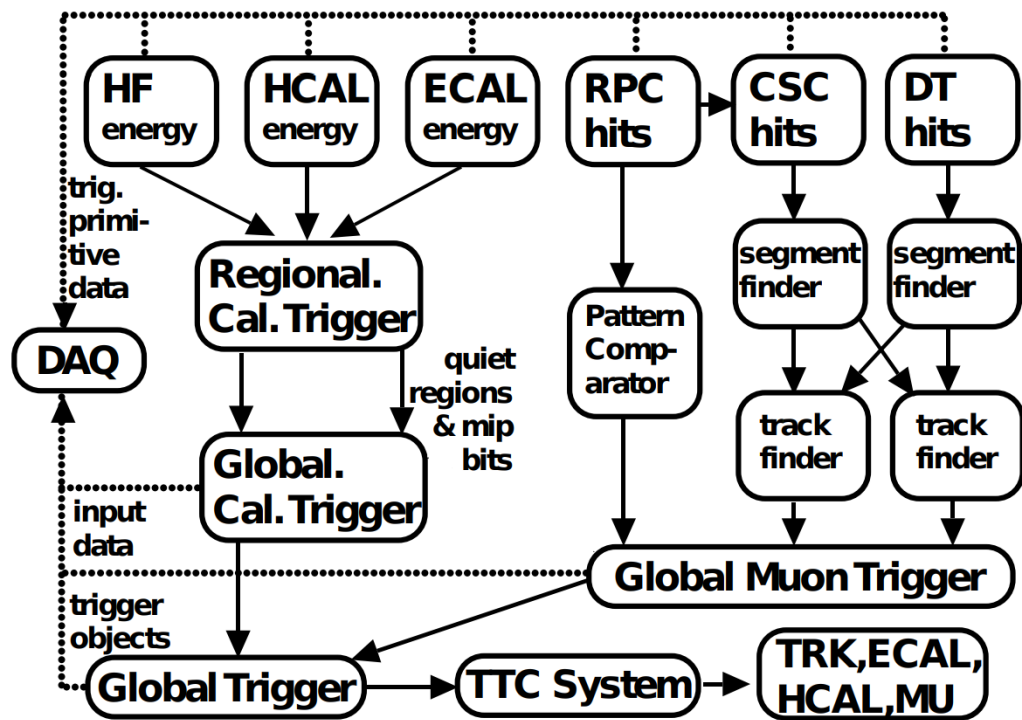 HF
energy
HCAL
energy
ECAL
energy
RPC
hits
CSC
hits
DT
hits
trig.
primi-
tive
data
Regional.
Cal. Trigger
segment
finder
segment
finder
Pattern
Comp-
arator
DAQ
quiet
regions
& mip
bits
track
finder
track
finder
Global.
Cal. Trigger
input
data
Global Muon Trigger
trigger
objects
Global Trigger
TTC System
TRK,ECAL,
HCAL,MU